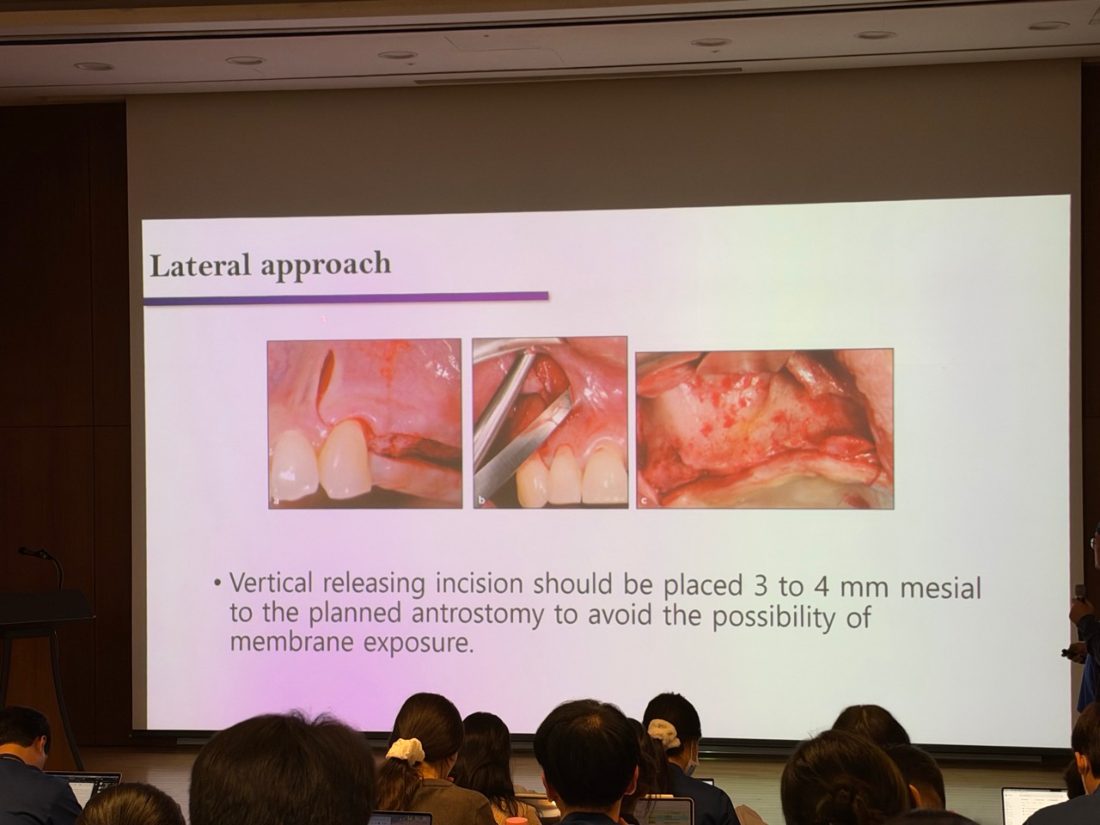 Lateral approach
a
b
c
• Vertical releasing incision should be placed 3 to 4 mm mesial
to the planned antrostomy to avoid the possibility of
membrane exposure.